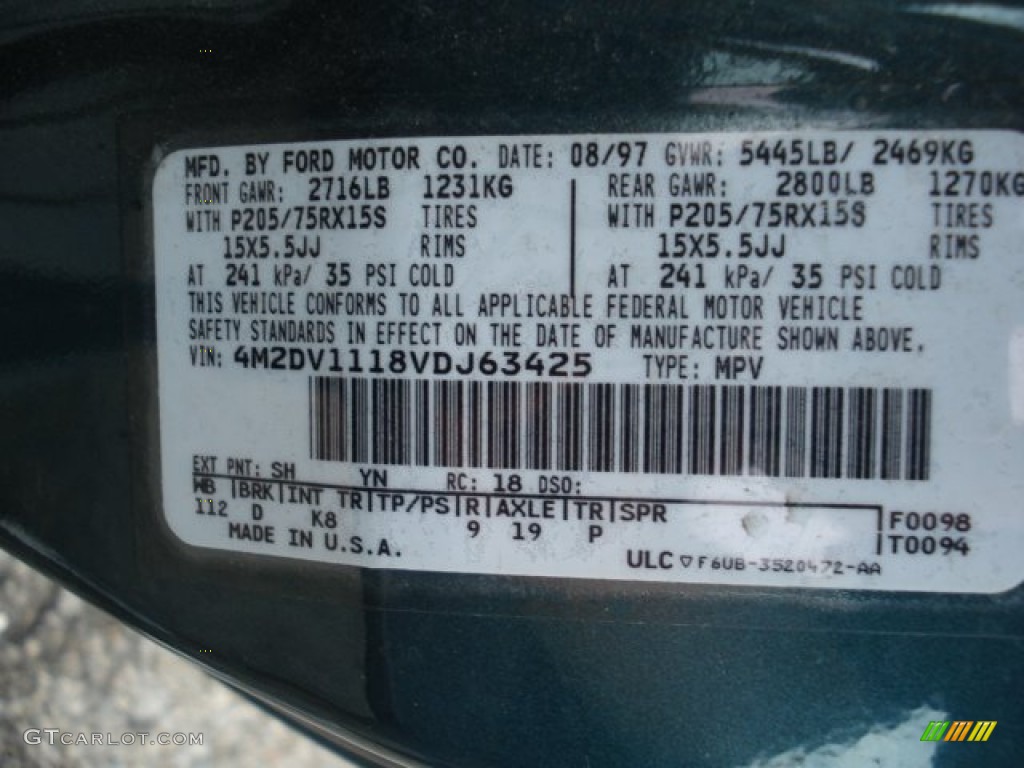 MFD. BY FORD MOTOR CO. DATE: 08/97 GVWR: 5445LB/ 2469KG
FRONT GAWR: 2716LB 1231KG REAR GAWR: 2800LB 1270KG
WITH P205/75RX15S TIRES WITH P205/75RX15S TIRES
15X5.5JJ RIMS 15X5.5JJ RIMS
AT 241 kPa/ 35 PSI COLD AT 241 kPa/ 35 PSI COLD
THIS VEHICLE CONFORMS TO ALL APPLICABLE FEDERAL MOTOR VEHICLE
SAFETY STANDARDS IN EFFECT ON THE DATE OF MANUFACTURE SHOWN ABOVE.
VIN: 4M2DV1118VDJ63425 TYPE: MPV
EXT PNT: SH YN RC: 18 DSO:
WB BRK INT TR TP/PS R AXLE TR SPR F0098
112 D K8 9 19 P T0094
MADE IN U.S.A.
ULC ▽ F6UB-3520472-AA
GTCARLOT.COM